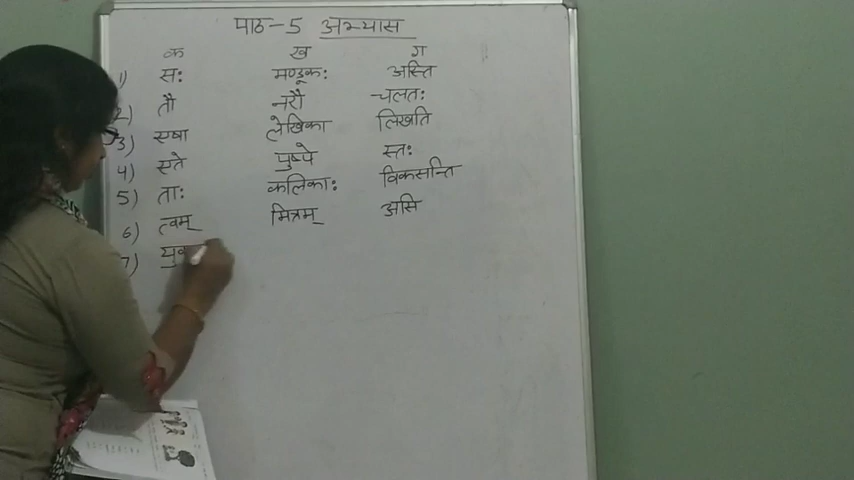 पाठ-5 अभ्यास
क ख ग
1) सः मण्डूकः अस्ति
2) तौ नरौ चलतः
3) एषा लेखिका लिखति
4) एते पुष्पे स्तः
5) ताः कलिकाः विकसन्ति
6) त्वम् मित्रम् असि
7)